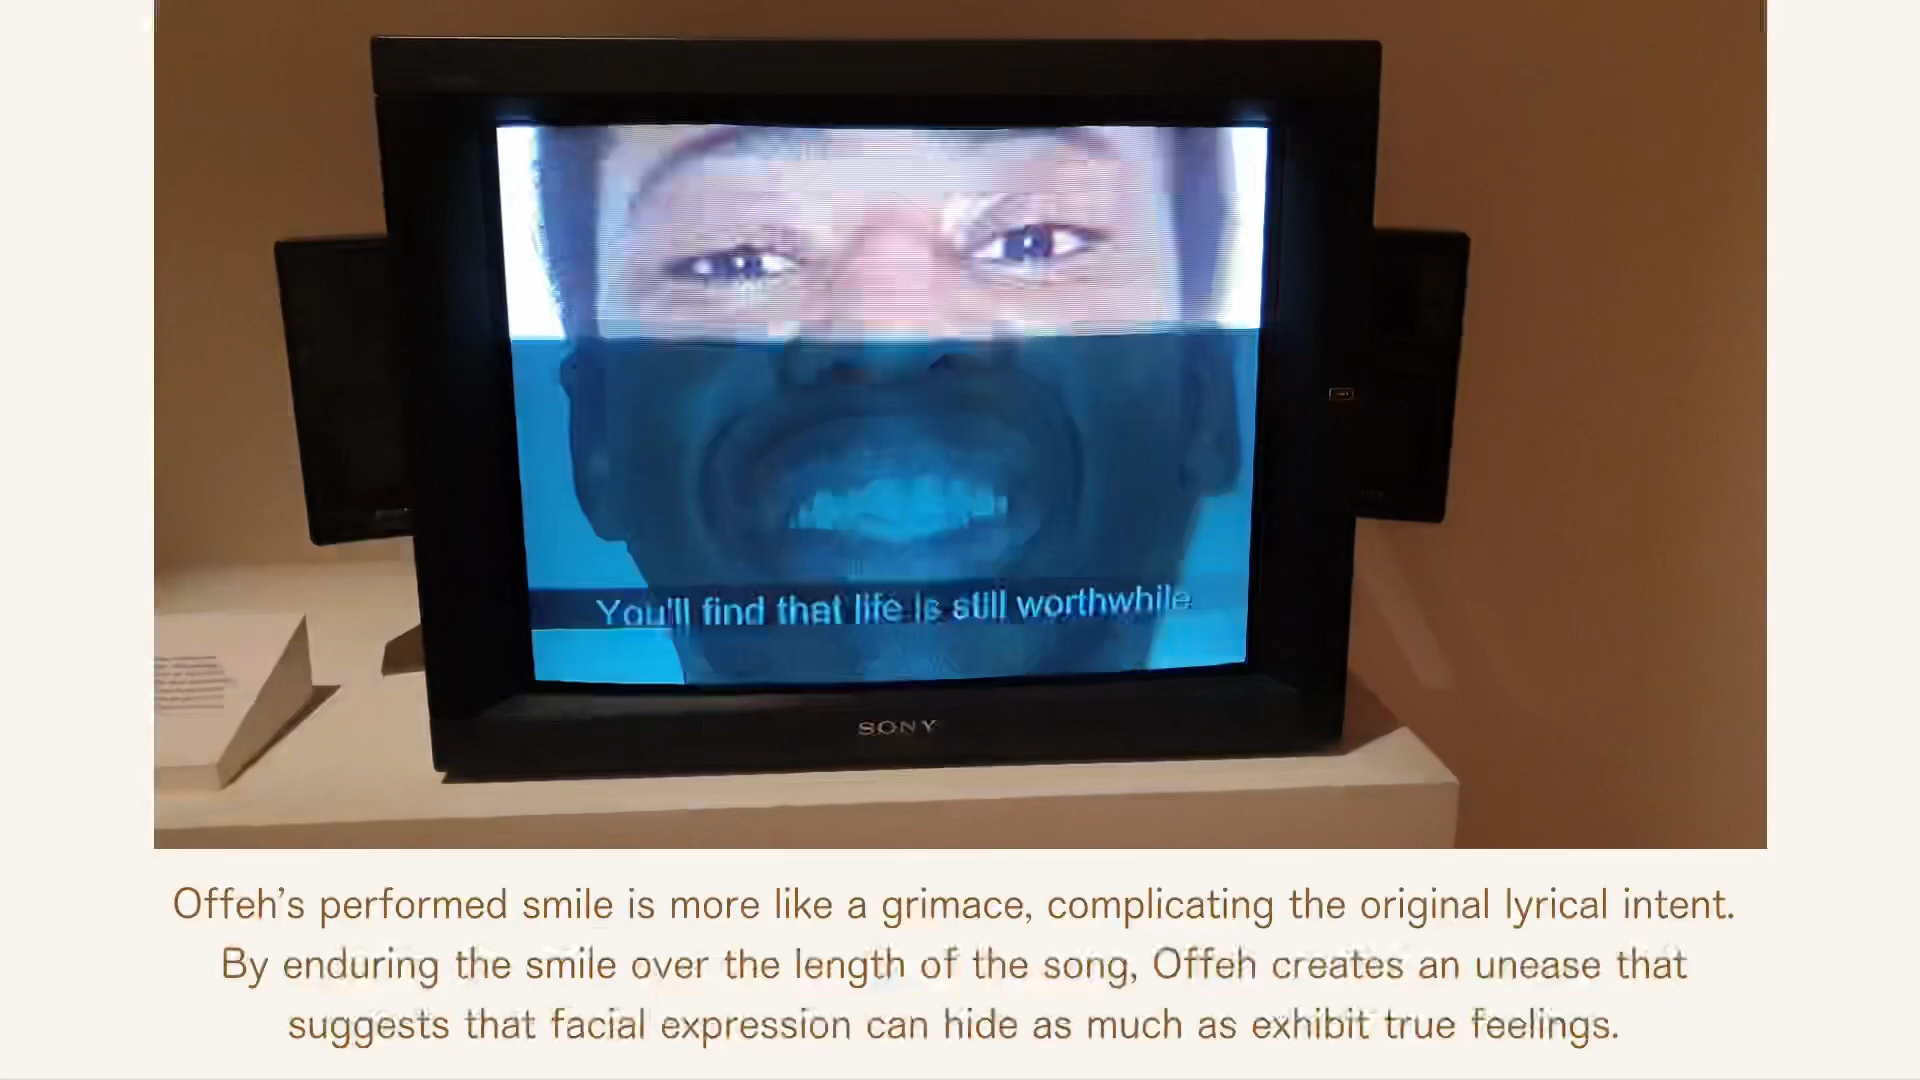 You'll find that life is still worthwhile
SONY
Offeh's performed smile is more like a grimace, complicating the original lyrical intent.
By enduring the smile over the length of the song, Offeh creates an unease that
suggests that facial expression can hide as much as exhibit true feelings.